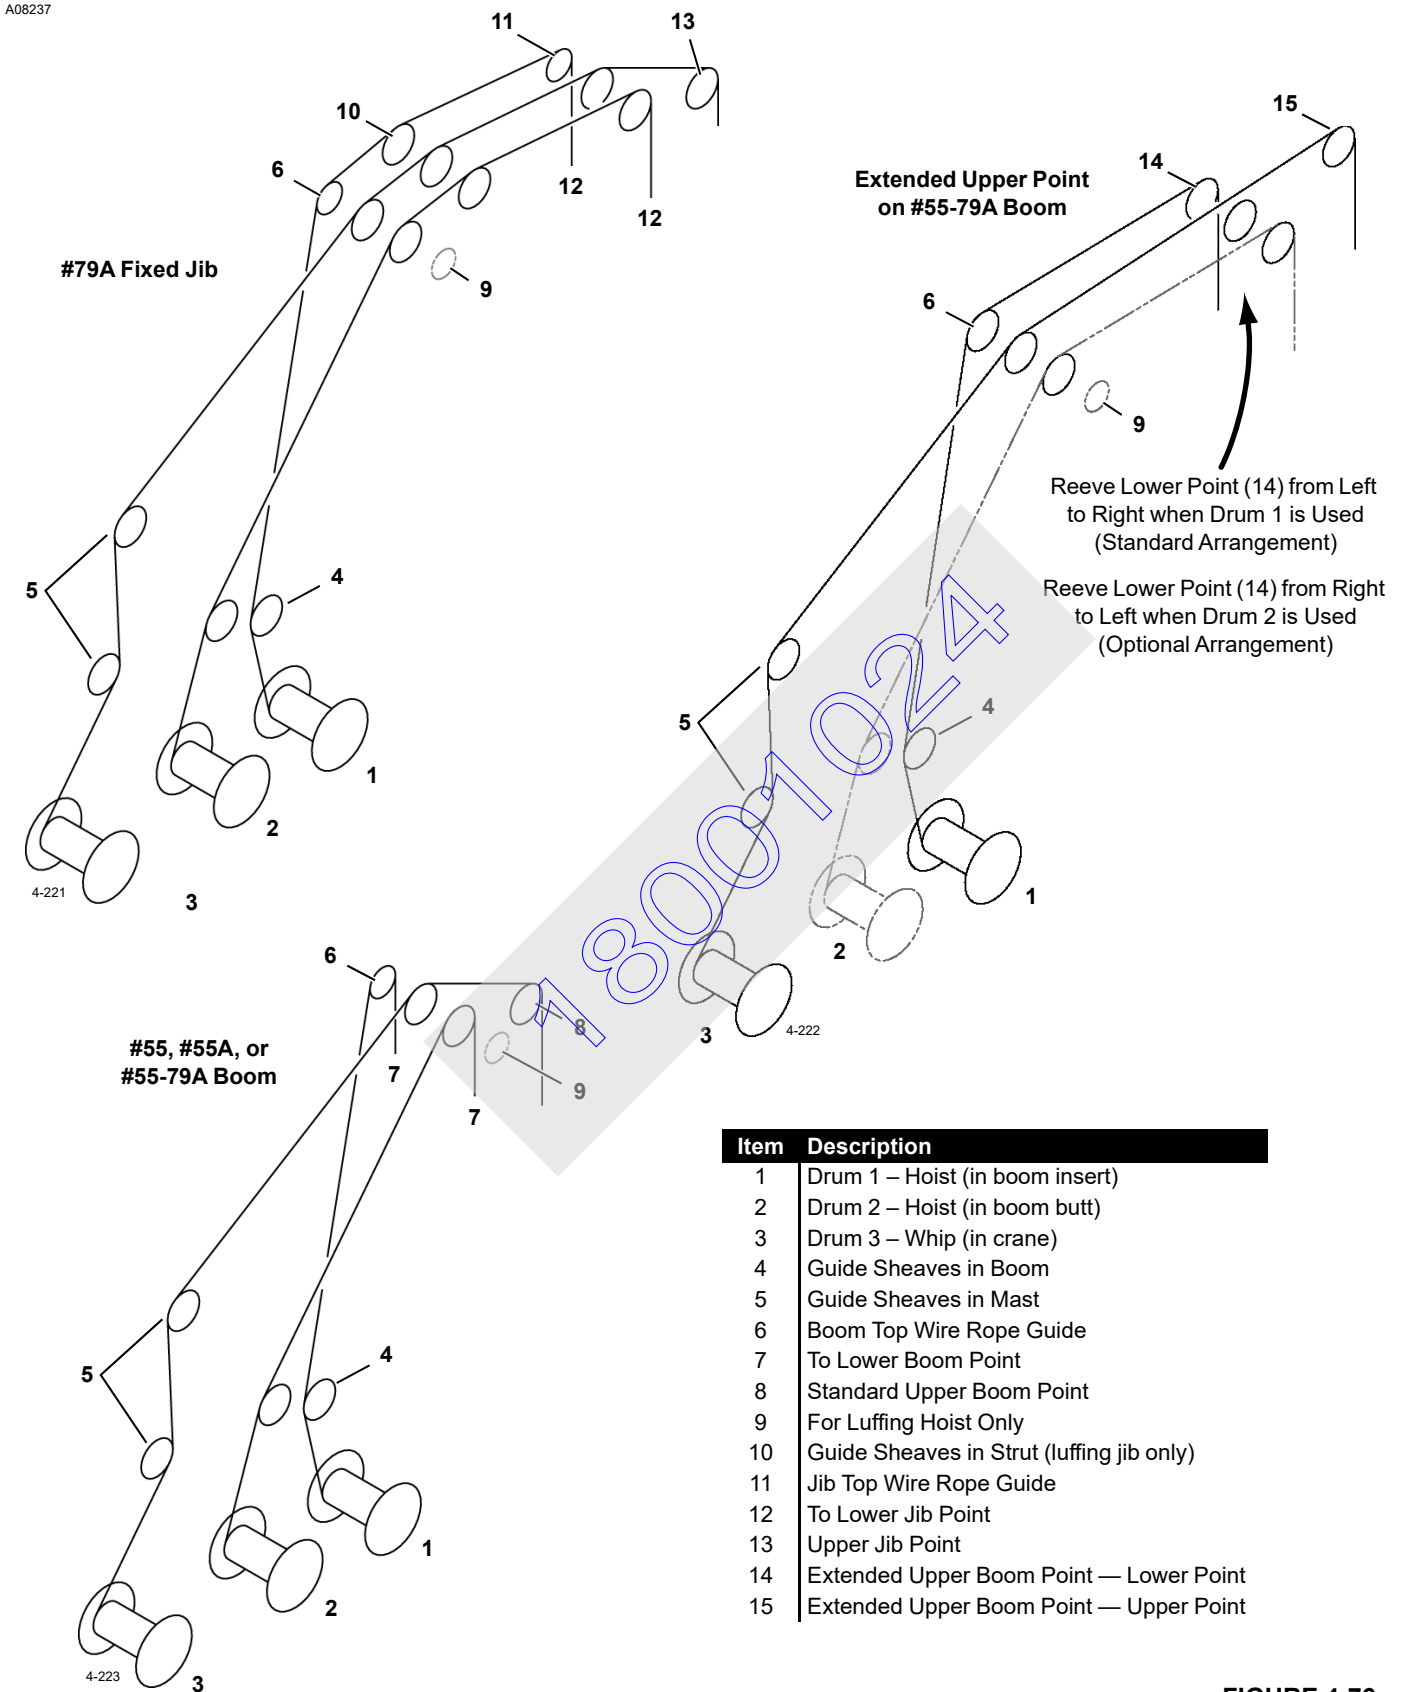 A08237
11
13
10
6
12
12
#79A Fixed Jib
9
5
4
1
2
4-221
3
15
14
Extended Upper Point
on #55-79A Boom
6
9
Reeve Lower Point (14) from Left
to Right when Drum 1 is Used
(Standard Arrangement)
Reeve Lower Point (14) from Right
to Left when Drum 2 is Used
(Optional Arrangement)
5
4
1
2
3
4-222
18001024
6
#55, #55A, or
#55-79A Boom
7
7
8
9
5
4
1
2
4-223
3
Item Description
1 Drum 1 – Hoist (in boom insert)
2 Drum 2 – Hoist (in boom butt)
3 Drum 3 – Whip (in crane)
4 Guide Sheaves in Boom
5 Guide Sheaves in Mast
6 Boom Top Wire Rope Guide
7 To Lower Boom Point
8 Standard Upper Boom Point
9 For Luffing Hoist Only
10 Guide Sheaves in Strut (luffing jib only)
11 Jib Top Wire Rope Guide
12 To Lower Jib Point
13 Upper Jib Point
14 Extended Upper Boom Point — Lower Point
15 Extended Upper Boom Point — Upper Point